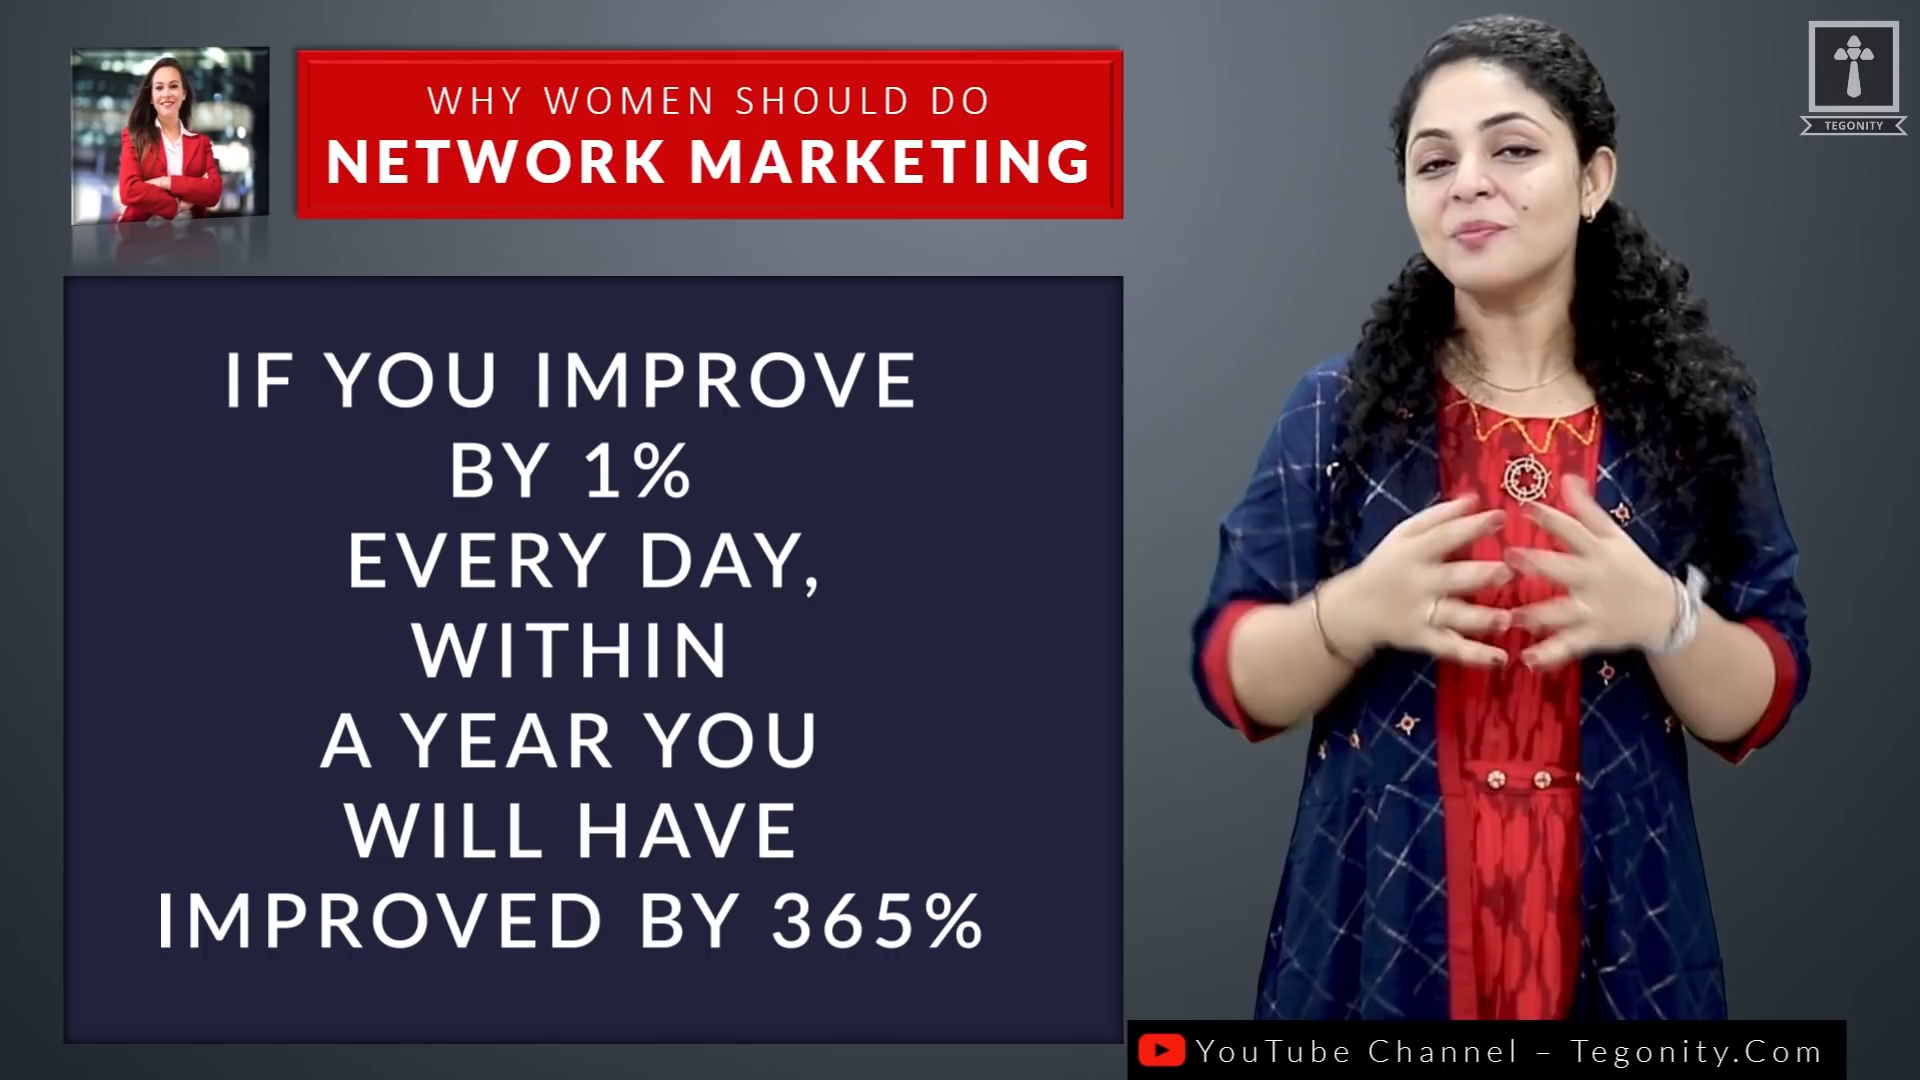 WHY WOMEN SHOULD DO
NETWORK MARKETING
TEGONITY
IF YOU IMPROVE
BY 1%
EVERY DAY,
WITHIN
A YEAR YOU
WILL HAVE
IMPROVED BY 365%
YouTube Channel – Tegonity.Com